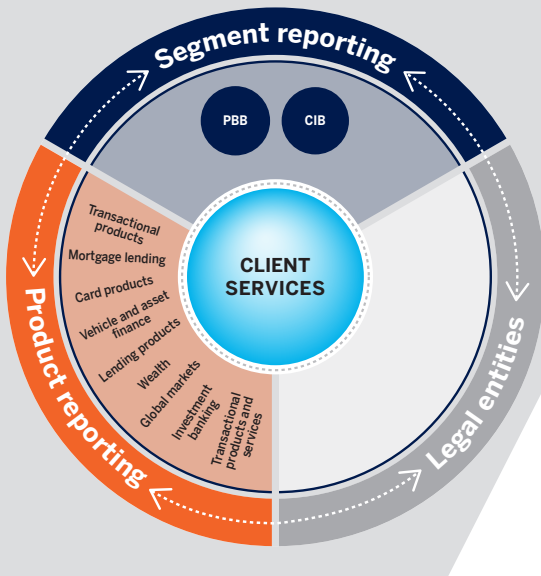 Segment reporting
PBB
CIB
CLIENT
SERVICES
Transactional
products
Mortgage lending
Card products
Vehicle and asset
finance
Lending products
Wealth
Global markets
Investment
banking
Transactional
products and
services
Product reporting
Legal entities